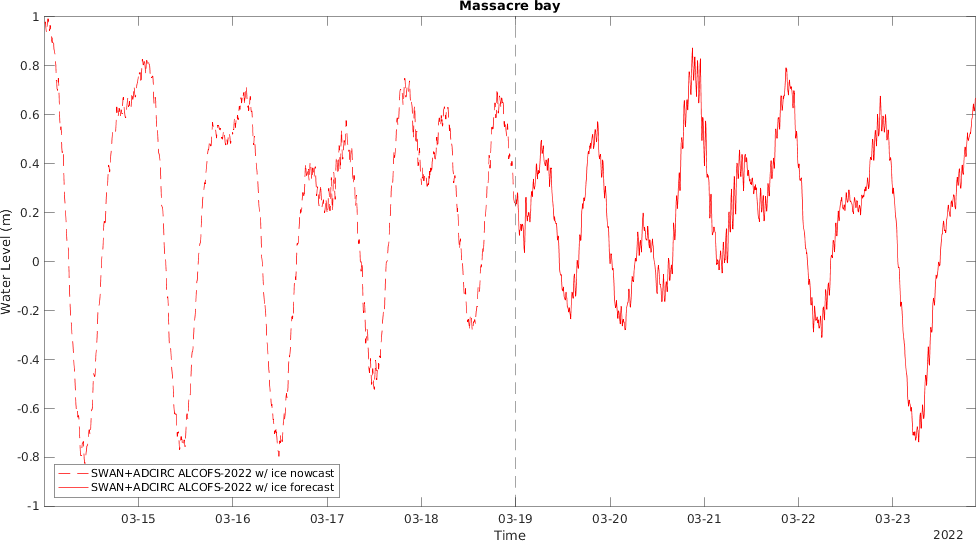 Massacre bay
Water Level (m)
1
0.8
0.6
0.4
0.2
0
-0.2
-0.4
-0.6
-0.8
-1
SWAN+ADCIRC ALCOFS-2022 w/ ice nowcast
SWAN+ADCIRC ALCOFS-2022 w/ ice forecast
03-15 03-16 03-17 03-18 03-19 03-20 03-21 03-22 03-23
Time
2022